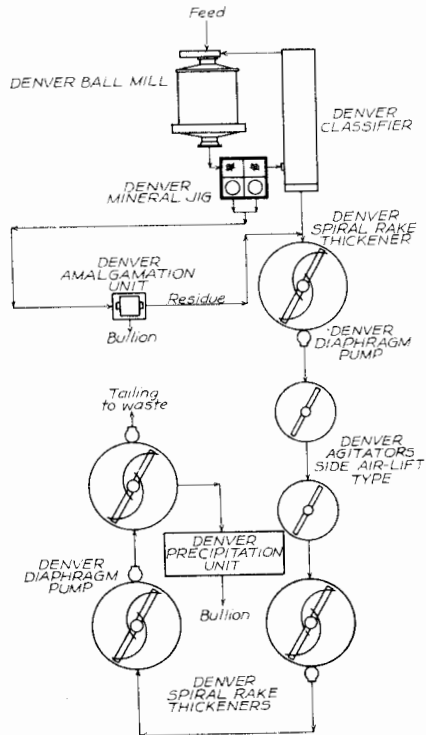 Feed
DENVER BALL MILL
DENVER
CLASSIFIER
DENVER
MINERAL JIG
DENVER
SPIRAL RAKE
THICKENER
DENVER
AMALGAMATION
UNIT
Residue
Bullion
DENVER
DIAPHRAGM
PUMP
Tailing
to waste
DENVER
AGITATORS
SIDE AIR-LIFT
TYPE
DENVER
PRECIPITATION
UNIT
DENVER
DIAPHRAGM
PUMP
Bullion
DENVER
SPIRAL RAKE
THICKENERS